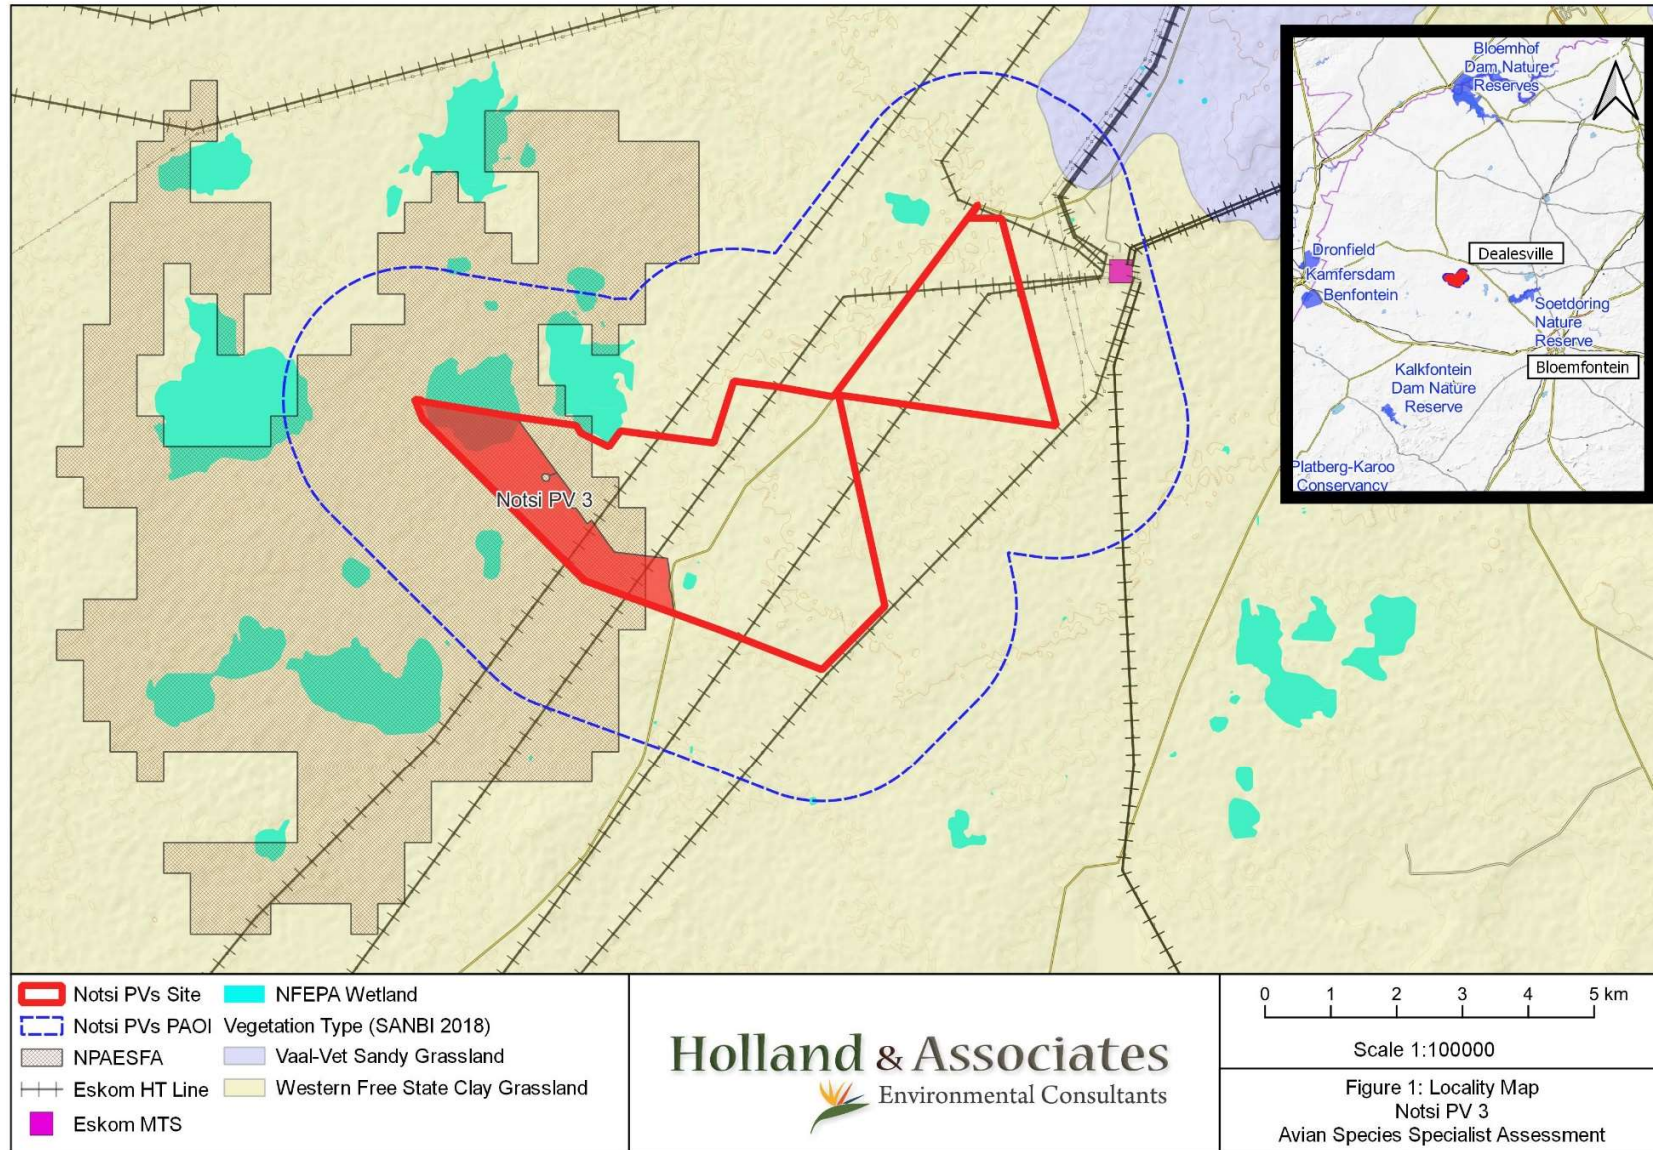 Bloemhof
Dam Nature
Reserves
Dealesville
Dronfield
Kamfersdam
Benfontein
Soetdoring
Nature
Reserve
Bloemfontein
Kalkfontein
Dam Nature
Reserve
Platberg-Karoo
Conservancy
Notsi PV 3
Notsi PVs Site
NFEPA Wetland
Notsi PVs PAOI
Vegetation Type (SANBI 2018)
NPAESFA
Vaal-Vet Sandy Grassland
Eskom HT Line
Western Free State Clay Grassland
Eskom MTS
Holland & Associates
Environmental Consultants
0 1 2 3 4 5 km
Scale 1:100000
Figure 1: Locality Map
Notsi PV 3
Avian Species Specialist Assessment